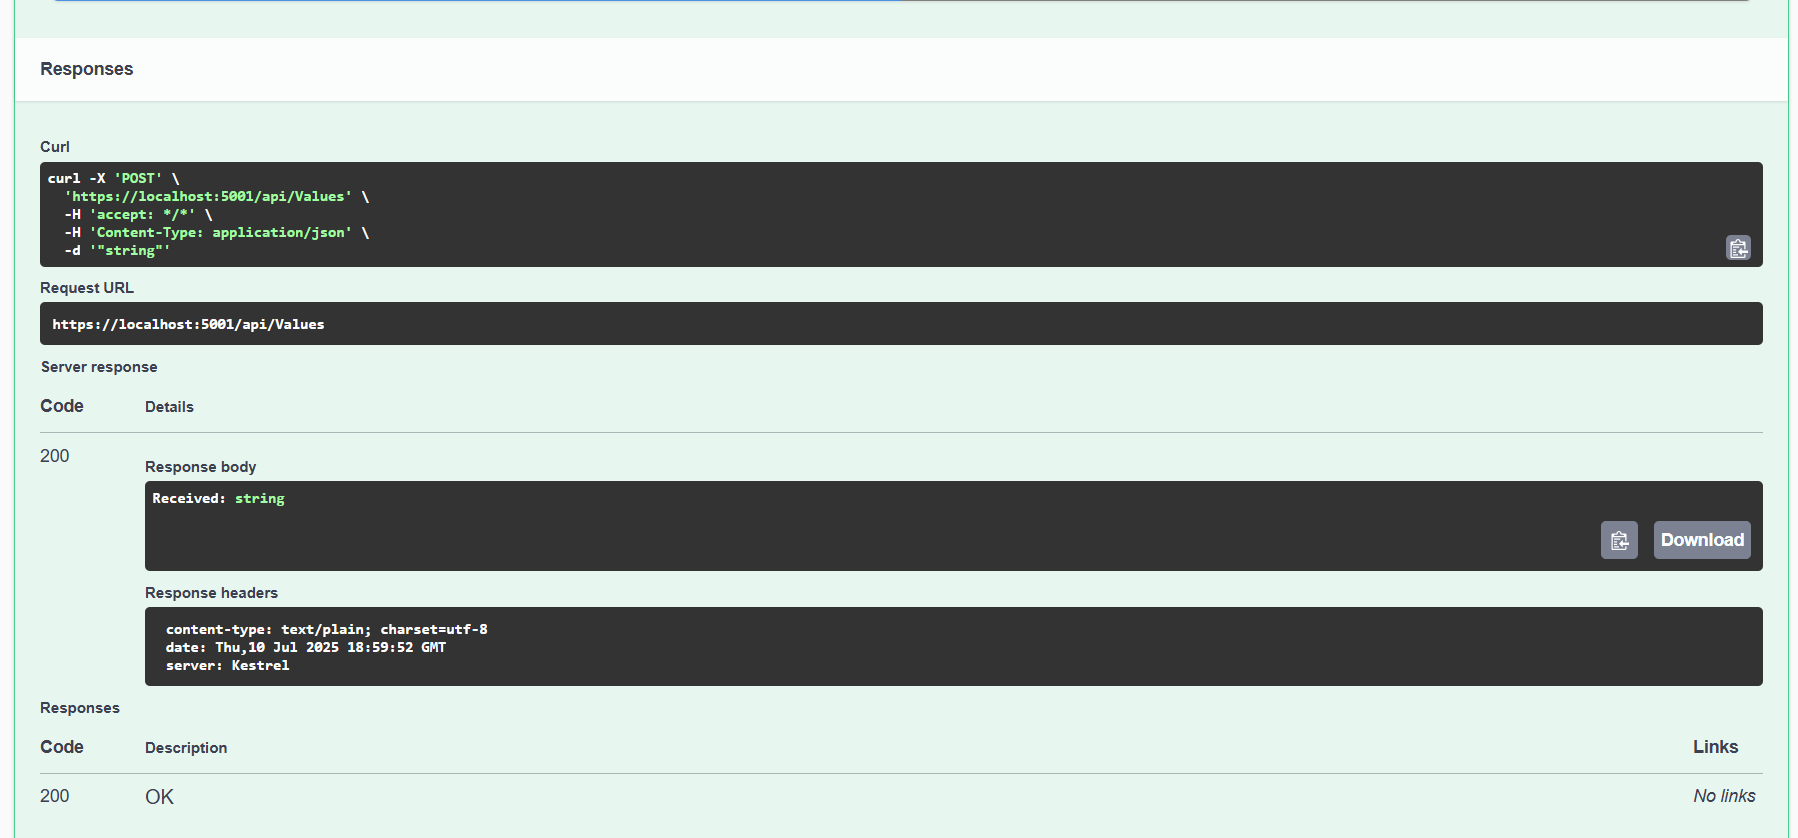 Responses
Curl
curl -X 'POST' \
  'https://localhost:5001/api/Values' \
  -H 'accept: */*' \
  -H 'Content-Type: application/json' \
  -d '"string"'
Request URL
https://localhost:5001/api/Values
Server response
Code Details
200
Response body
Received: string
Download
Response headers
content-type: text/plain; charset=utf-8
date: Thu,10 Jul 2025 18:59:52 GMT
server: Kestrel
Responses
Code Description Links
200 OK No links